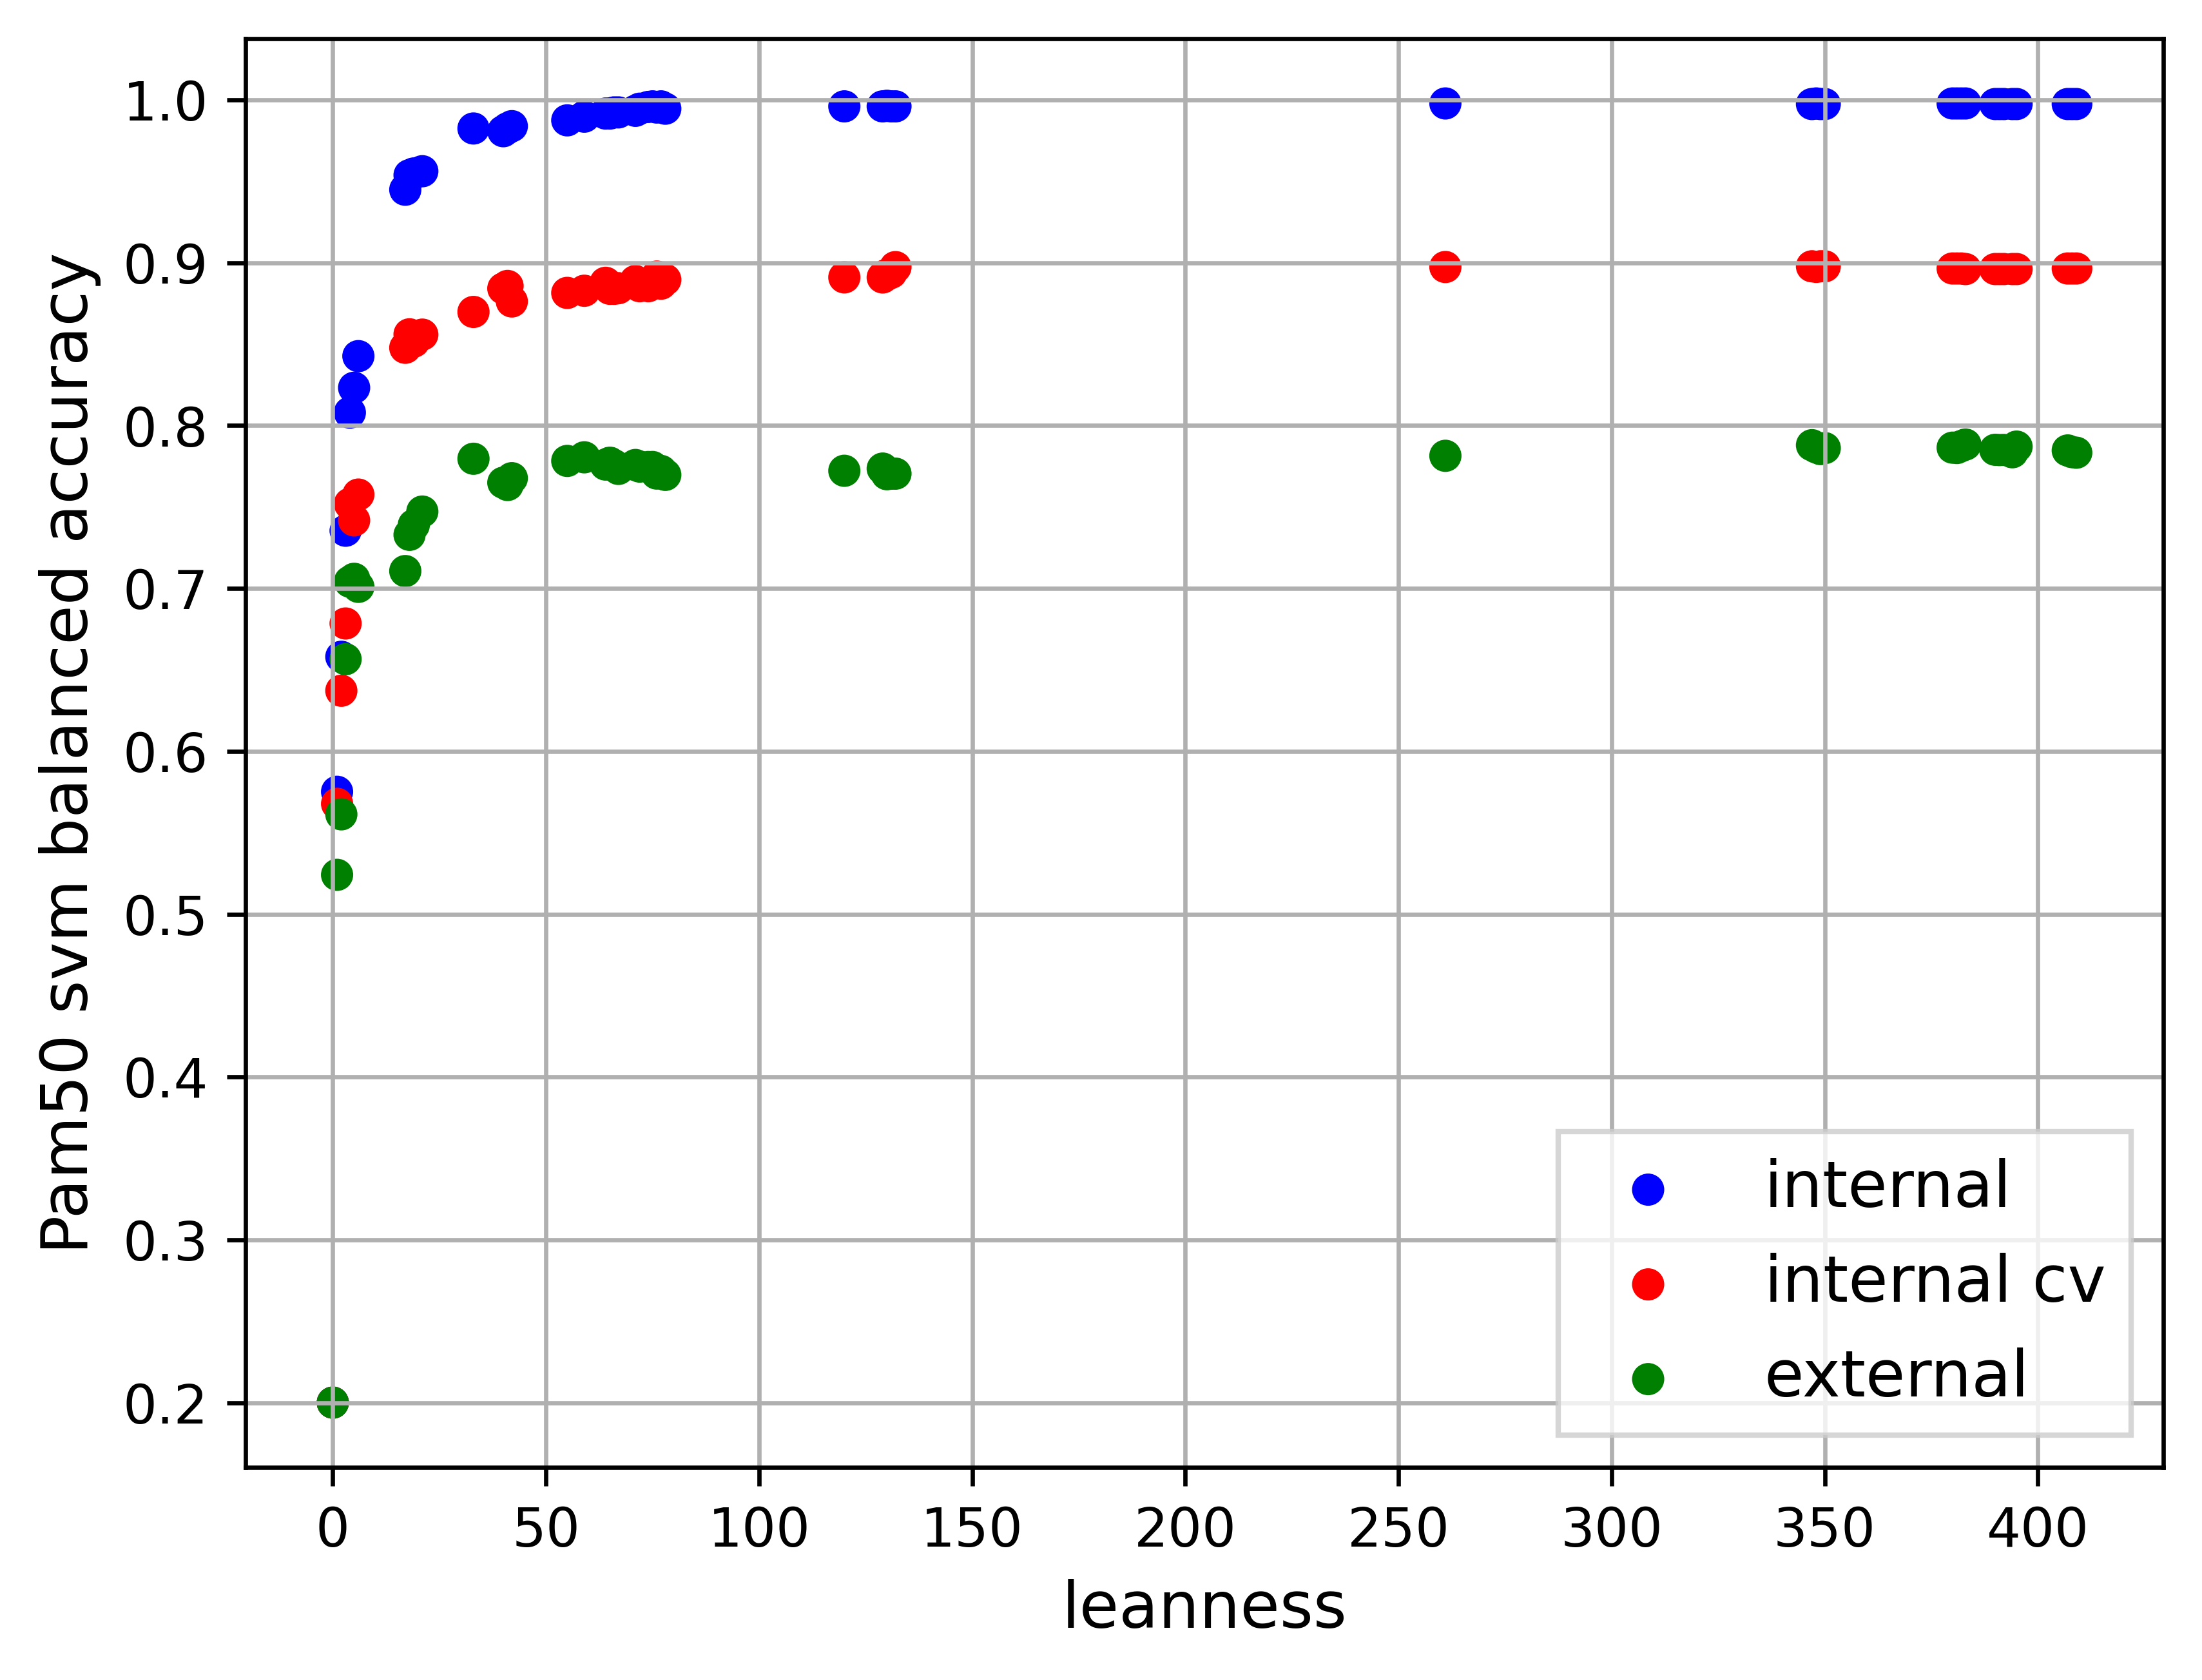 Pam50 svm balanced accuracy
1.0
0.9
0.8
0.7
0.6
0.5
0.4
0.3
0.2
0 50 100 150 200 250 300 350 400
leanness
internal
internal cv
external